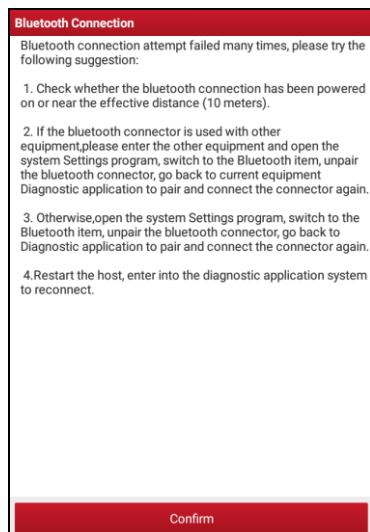 Bluetooth Connection
Bluetooth connection attempt failed many times, please try the
following suggestion:
1. Check whether the bluetooth connection has been powered
on or near the effective distance (10 meters).
2. If the bluetooth connector is used with other
equipment,please enter the other equipment and open the
system Settings program, switch to the Bluetooth item, unpair
the bluetooth connector, go back to current equipment
Diagnostic application to pair and connect the connector again.
3. Otherwise,open the system Settings program, switch to the
Bluetooth item, unpair the bluetooth connector, go back to
Diagnostic application to pair and connect the connector again.
4.Restart the host, enter into the diagnostic application system
to reconnect.
Confirm